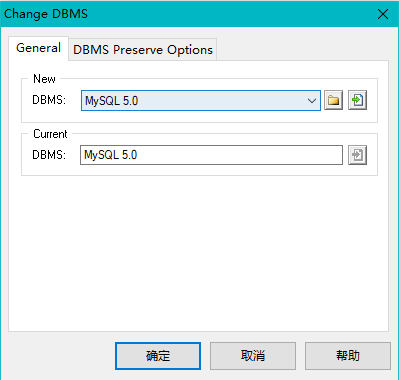 Change DBMS
General DBMS Preserve Options
New
DBMS: MySQL 5.0
Current
DBMS: MySQL 5.0
确定 取消 帮助